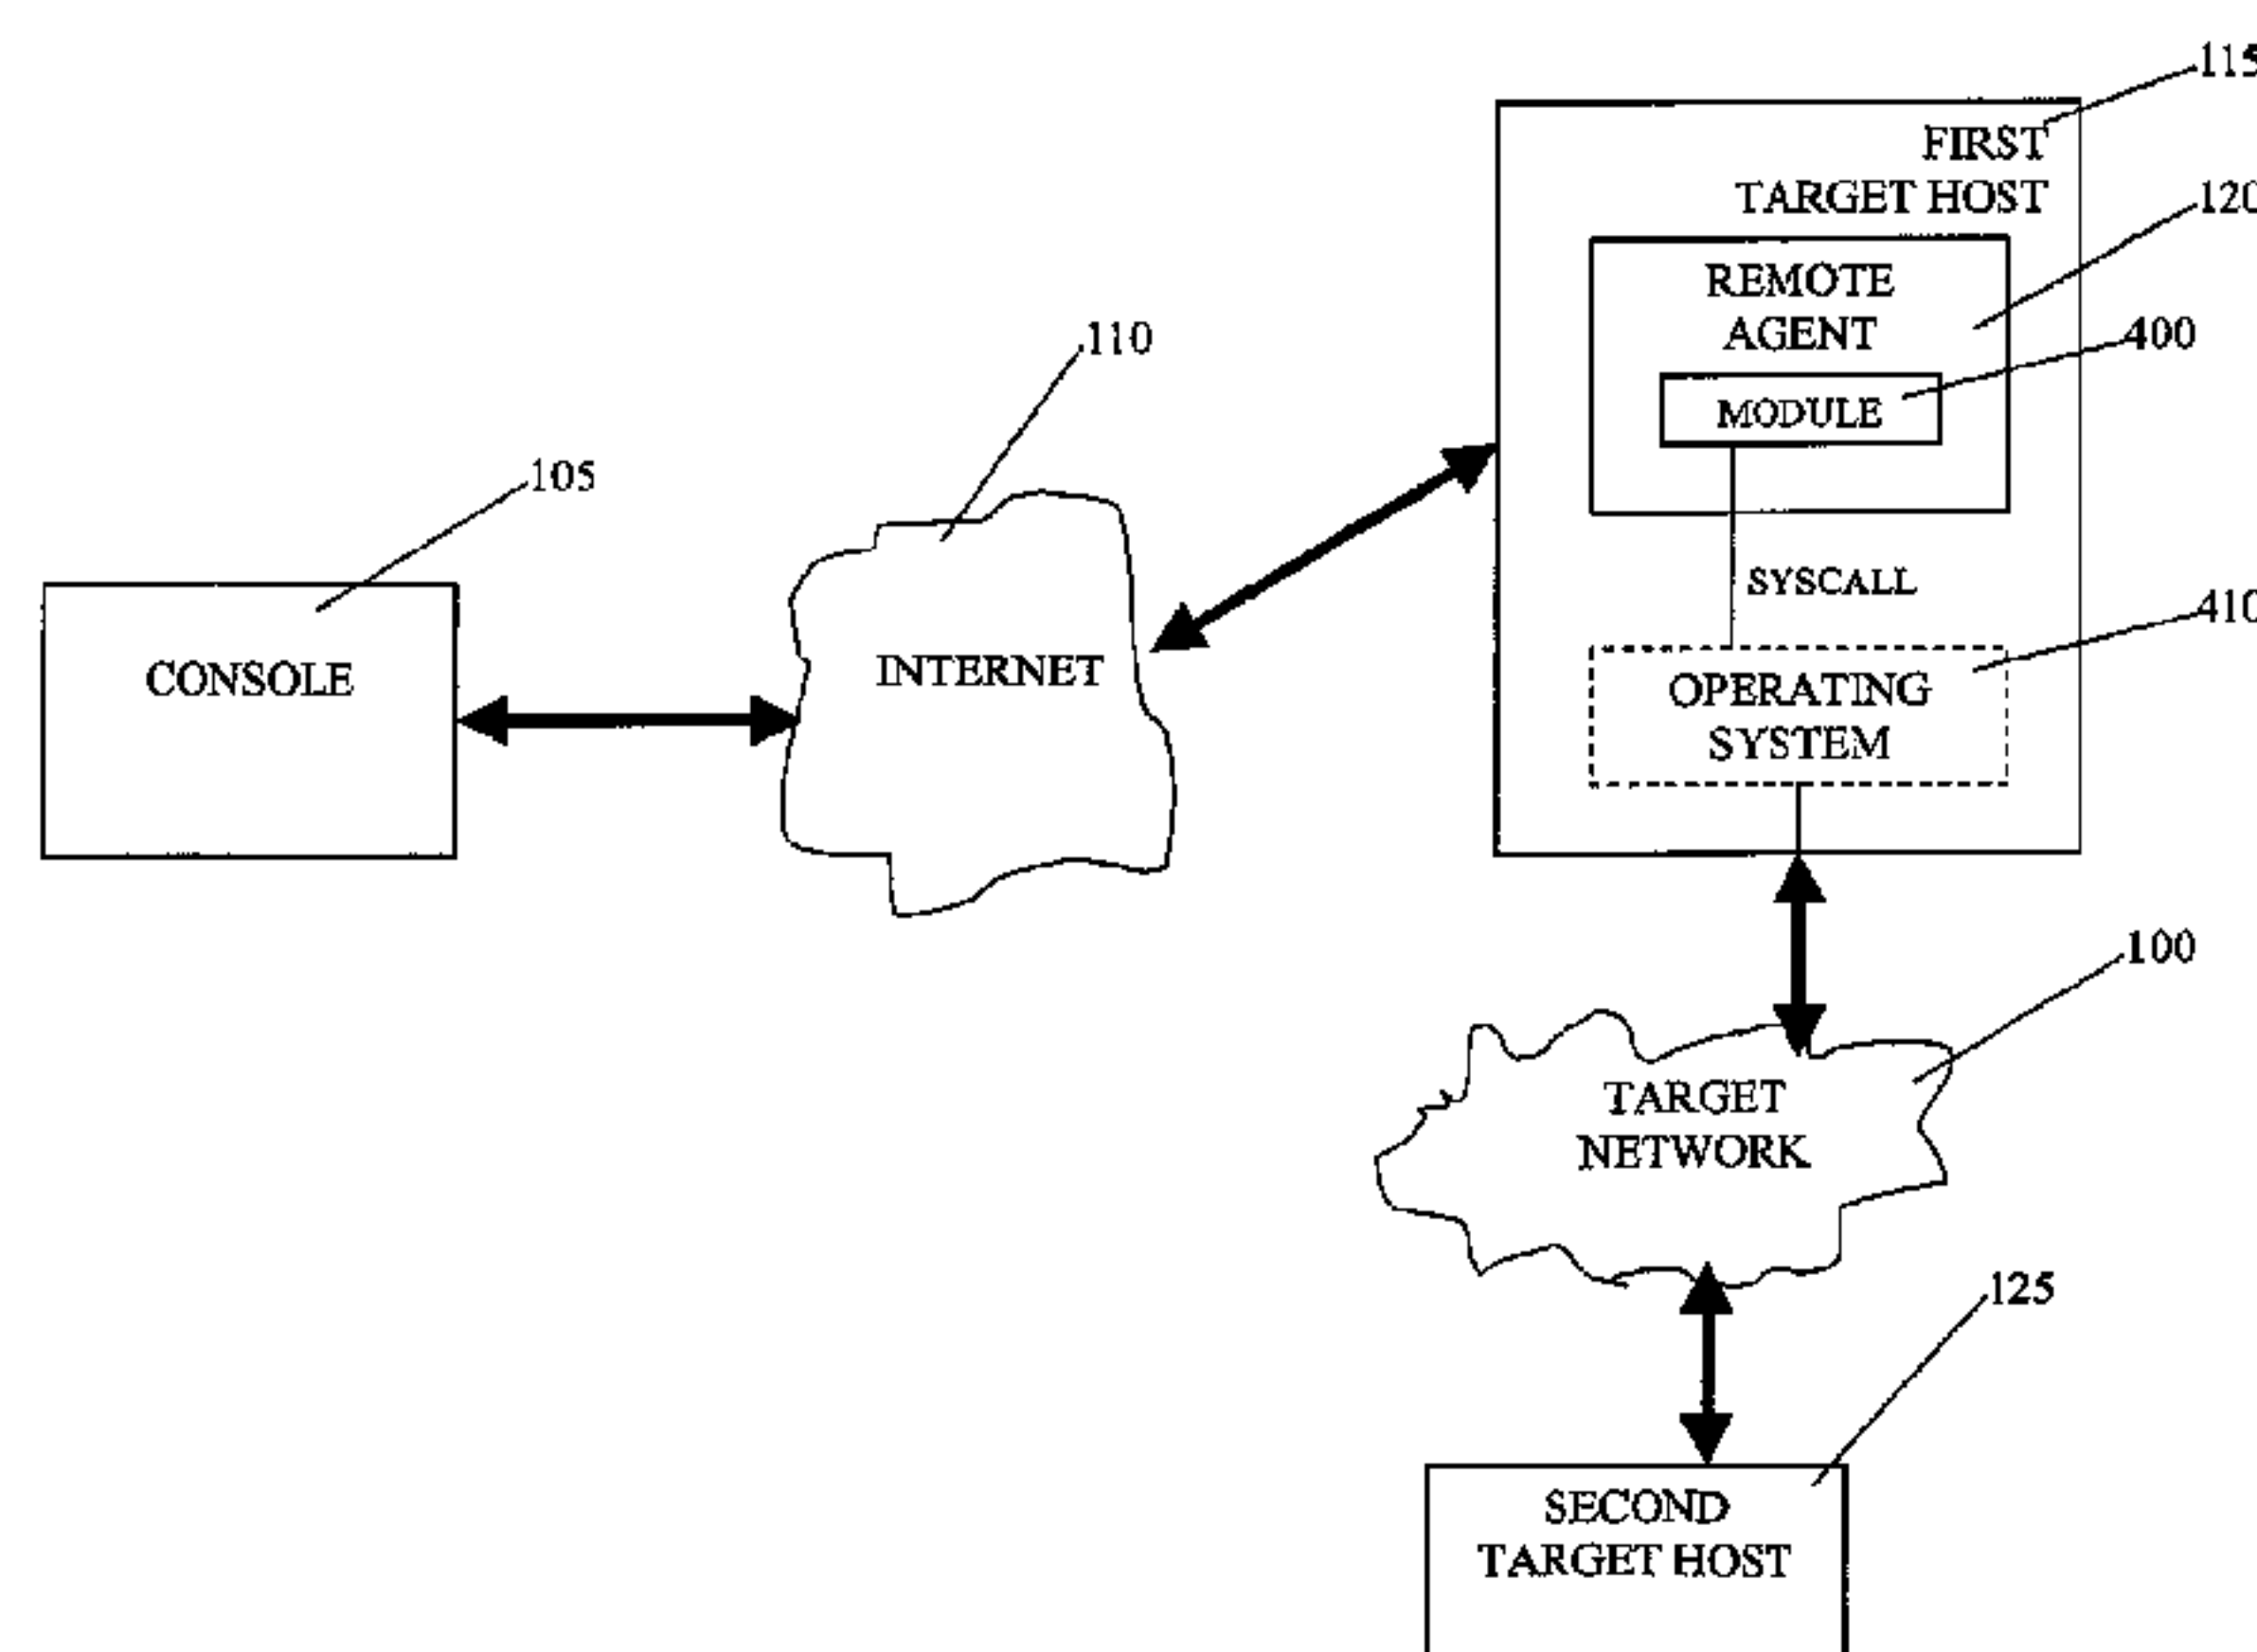 115
FIRST
TARGET HOST
120
REMOTE
AGENT
400
MODULE
110
105
SYSCALL
410
CONSOLE
INTERNET
OPERATING
SYSTEM
100
TARGET
NETWORK
125
SECOND
TARGET HOST